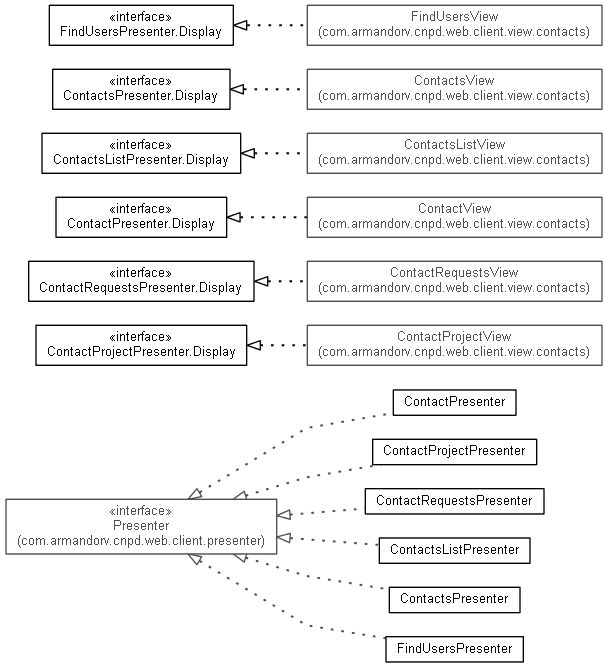 «interface»
FindUsersPresenter.Display
FindUsersView
(com.armandorv.cnpd.web.client.view.contacts)
«interface»
ContactsPresenter.Display
ContactsView
(com.armandorv.cnpd.web.client.view.contacts)
«interface»
ContactsListPresenter.Display
ContactsListView
(com.armandorv.cnpd.web.client.view.contacts)
«interface»
ContactPresenter.Display
ContactView
(com.armandorv.cnpd.web.client.view.contacts)
«interface»
ContactRequestsPresenter.Display
ContactRequestsView
(com.armandorv.cnpd.web.client.view.contacts)
«interface»
ContactProjectPresenter.Display
ContactProjectView
(com.armandorv.cnpd.web.client.view.contacts)
ContactPresenter
ContactProjectPresenter
ContactRequestsPresenter
«interface»
Presenter
(com.armandorv.cnpd.web.client.presenter)
ContactsListPresenter
ContactsPresenter
FindUsersPresenter